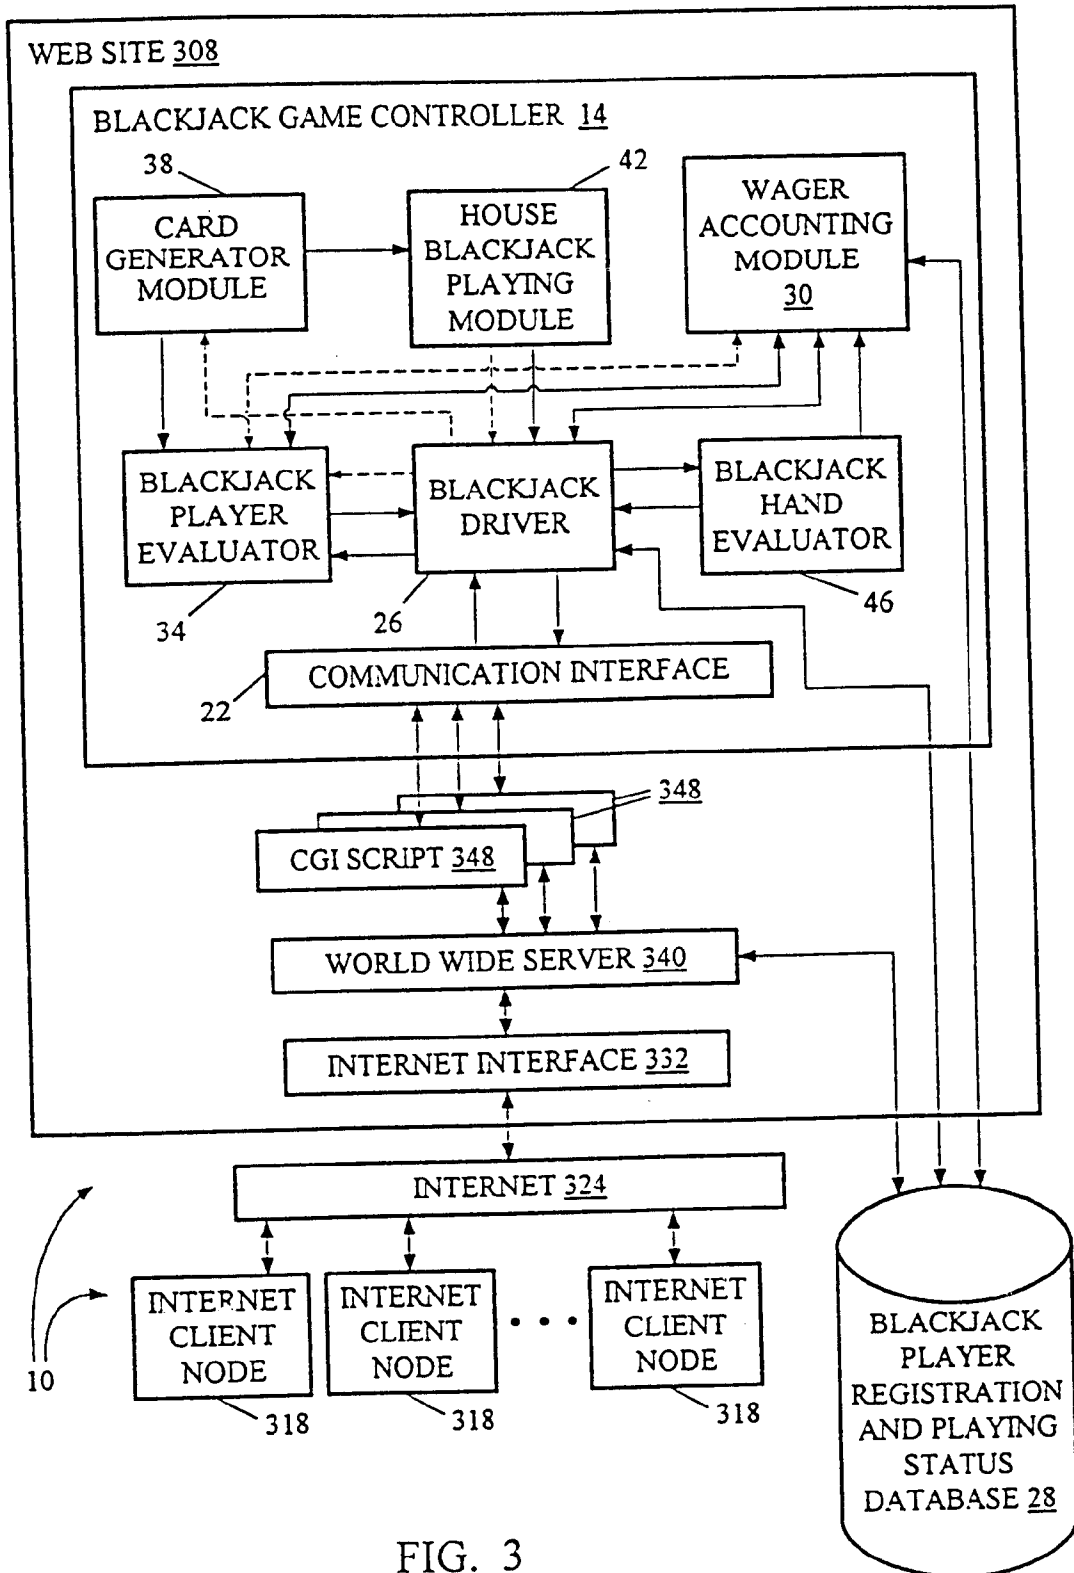 WEB SITE 308
BLACKJACK GAME CONTROLLER 14
38
42
CARD
GENERATOR
MODULE
HOUSE
BLACKJACK
PLAYING
MODULE
WAGER
ACCOUNTING
MODULE
30
BLACKJACK
PLAYER
EVALUATOR
BLACKJACK
DRIVER
BLACKJACK
HAND
EVALUATOR
34
26
46
COMMUNICATION INTERFACE
22
348
CGI SCRIPT 348
WORLD WIDE SERVER 340
INTERNET INTERFACE 332
INTERNET 324
INTERNET
CLIENT
NODE
INTERNET
CLIENT
NODE
• • •
INTERNET
CLIENT
NODE
10
318
318
318
BLACKJACK
PLAYER
REGISTRATION
AND PLAYING
STATUS
DATABASE 28
FIG. 3